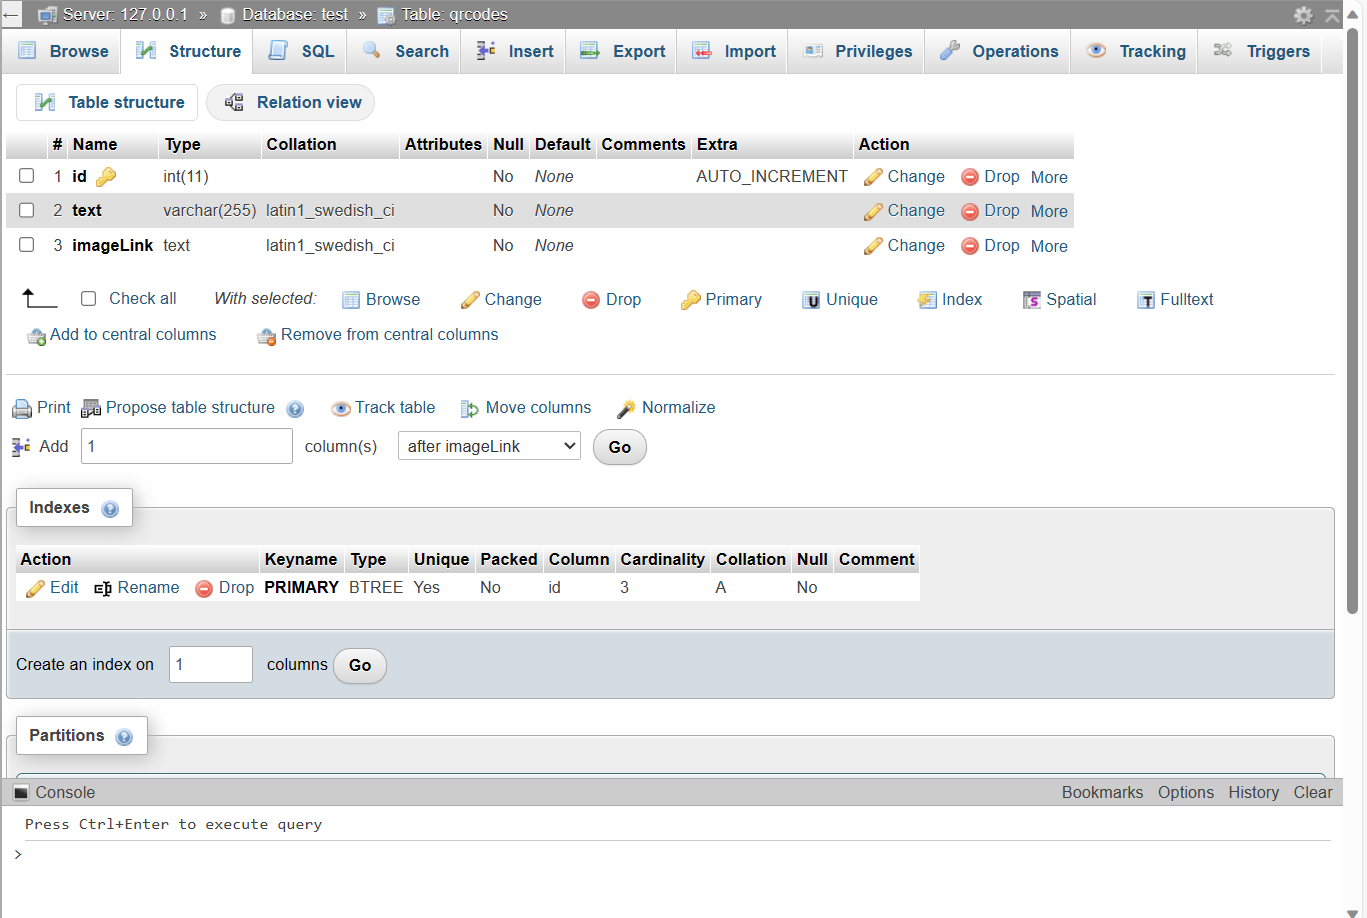 Server: 127.0.0.1 » Database: test » Table: qrcodes
Browse Structure SQL Search Insert Export Import Privileges Operations Tracking Triggers
Table structure Relation view
# Name Type Collation Attributes Null Default Comments Extra Action
1 id int(11) No None AUTO_INCREMENT Change Drop More
2 text varchar(255) latin1_swedish_ci No None Change Drop More
3 imageLink text latin1_swedish_ci No None Change Drop More
Check all With selected: Browse Change Drop Primary Unique Index Spatial Fulltext
Add to central columns Remove from central columns
Print Propose table structure Track table Move columns Normalize
Add 1 column(s) after imageLink Go
Indexes
Action Keyname Type Unique Packed Column Cardinality Collation Null Comment
Edit Rename Drop PRIMARY BTREE Yes No id 3 A No
Create an index on 1 columns Go
Partitions
Console Bookmarks Options History Clear
Press Ctrl+Enter to execute query
>